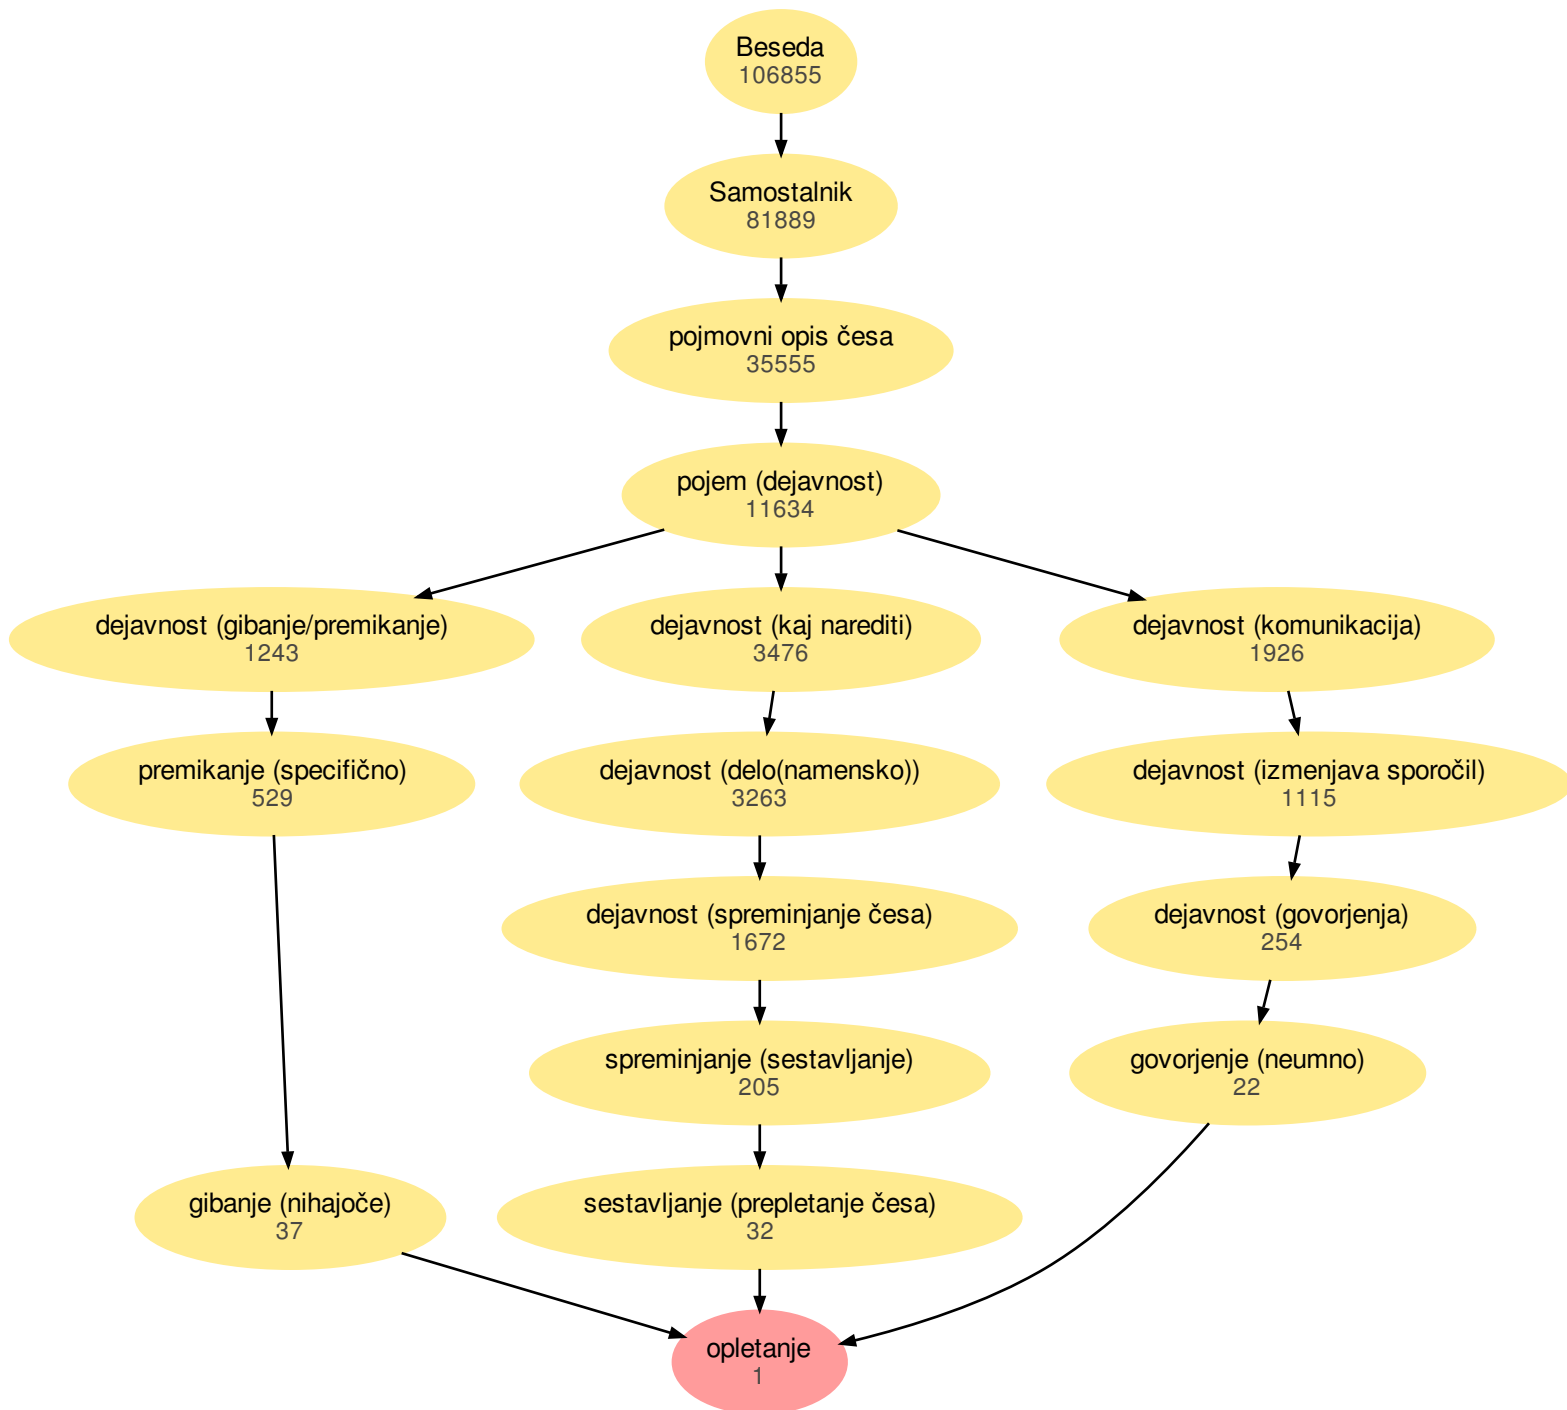 Beseda
106855
Samostalnik
81889
pojmovni opis česa
35555
pojem (dejavnost)
11634
dejavnost (gibanje/premikanje)
1243
dejavnost (kaj narediti)
3476
dejavnost (komunikacija)
1926
premikanje (specifično)
529
dejavnost (delo(namensko))
3263
dejavnost (izmenjava sporočil)
1115
dejavnost (spreminjanje česa)
1672
dejavnost (govorjenja)
254
spreminjanje (sestavljanje)
205
govorjenje (neumno)
22
gibanje (nihajoče)
37
sestavljanje (prepletanje česa)
32
opletanje
1